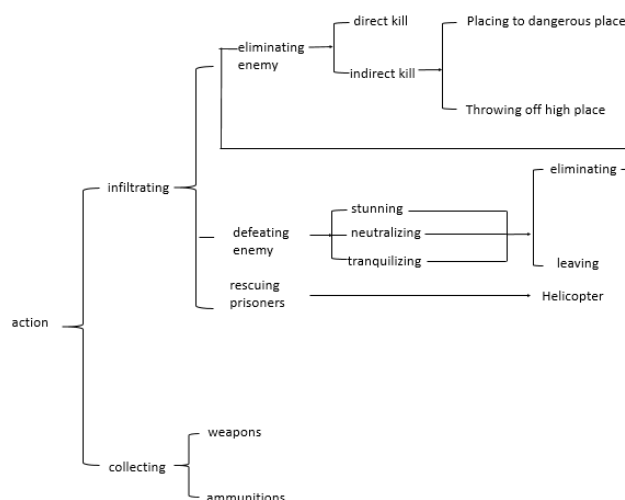 direct kill
Placing to dangerous place
eliminating
enemy
indirect kill
Throwing off high place
eliminating
infiltrating
stunning
defeating
enemy
neutralizing
tranquilizing
leaving
rescuing
prisoners
Helicopter
action
weapons
collecting
ammunitions